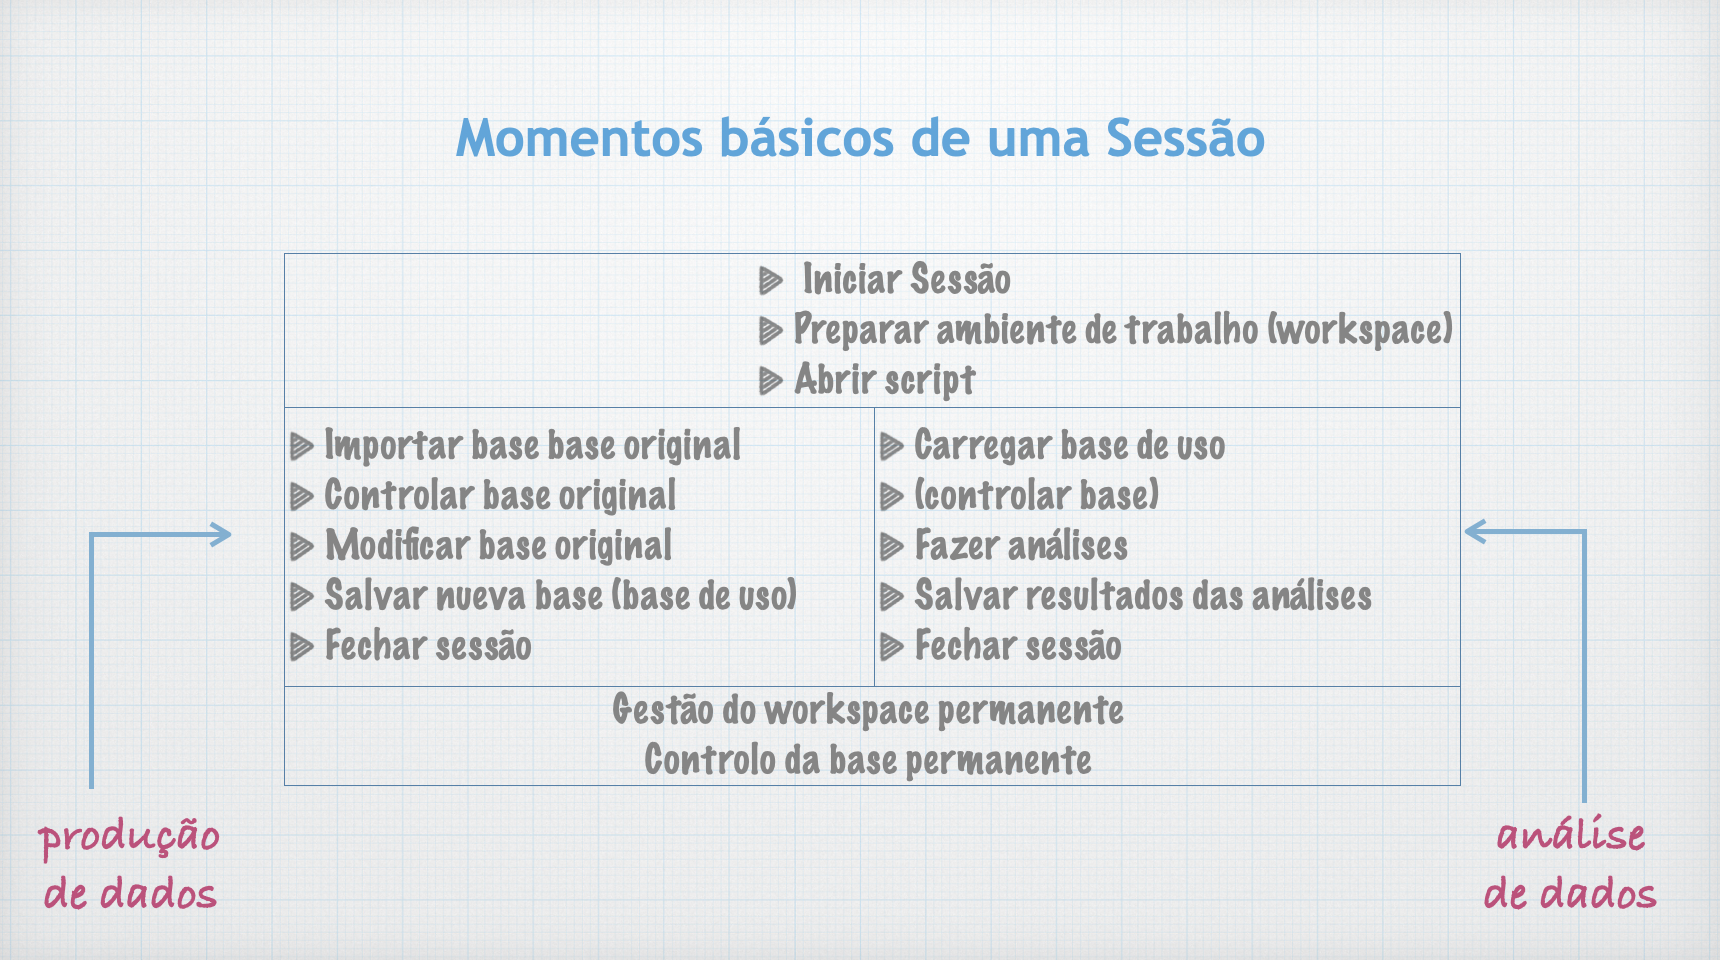 Momentos básicos de uma Sessão
Iniciar Sessão
Preparar ambiente de trabalho (workspace)
Abrir script
Importar base base original
Controlar base original
Modificar base original
Salvar nueva base (base de uso)
Fechar sessão
Carregar base de uso
(controlar base)
Fazer análises
Salvar resultados das análises
Fechar sessão
Gestão do workspace permanente
Controlo da base permanente
produção
de dados
análise
de dados